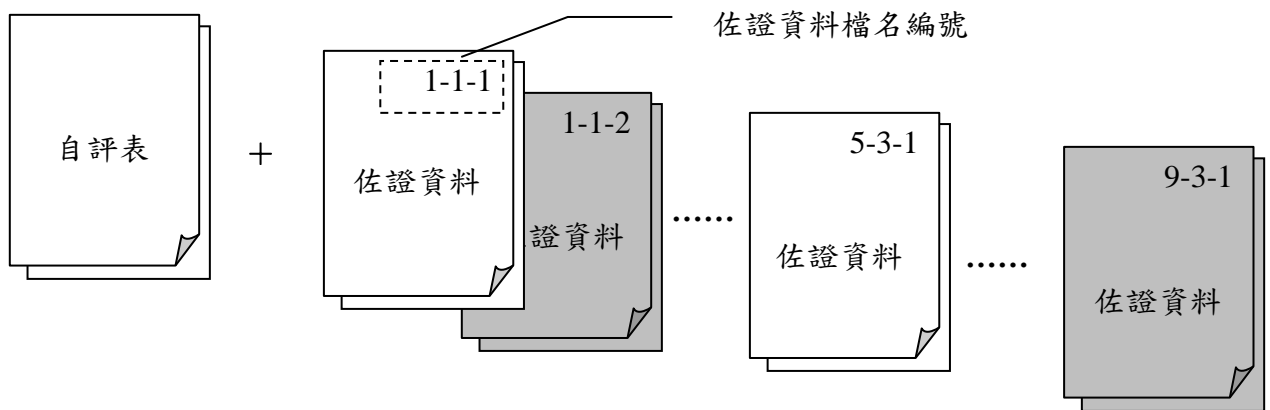 佐證資料檔名編號
自評表
+
1-1-1
佐證資料
1-1-2
證資料
......
5-3-1
佐證資料
......
9-3-1
佐證資料